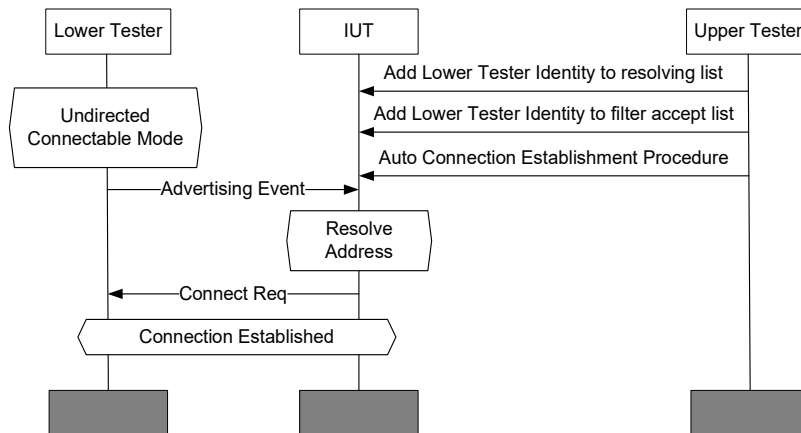 Lower Tester
IUT
Upper Tester
Add Lower Tester Identity to resolving list
Undirected
Connectable Mode
Add Lower Tester Identity to filter accept list
Auto Connection Establishment Procedure
Advertising Event
Resolve
Address
Connect Req
Connection Established